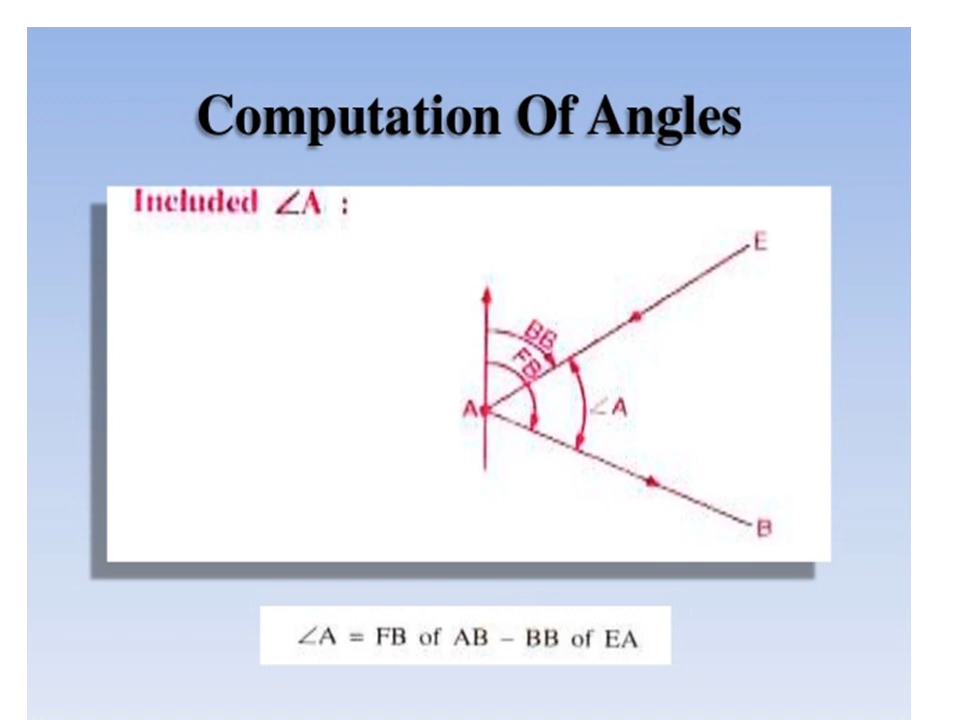 Computation Of Angles
Included ∠A :
E
BB
FB
A
∠A
B
∠A = FB of AB – BB of EA